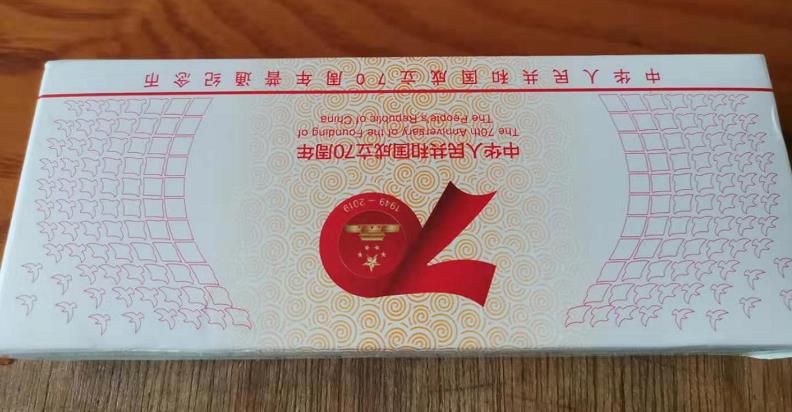 1949 – 2019
中华人民共和国成立70周年
The 70th Anniversary of the Founding of
The People's Republic of China
中华人民共和国成立70周年普通纪念币